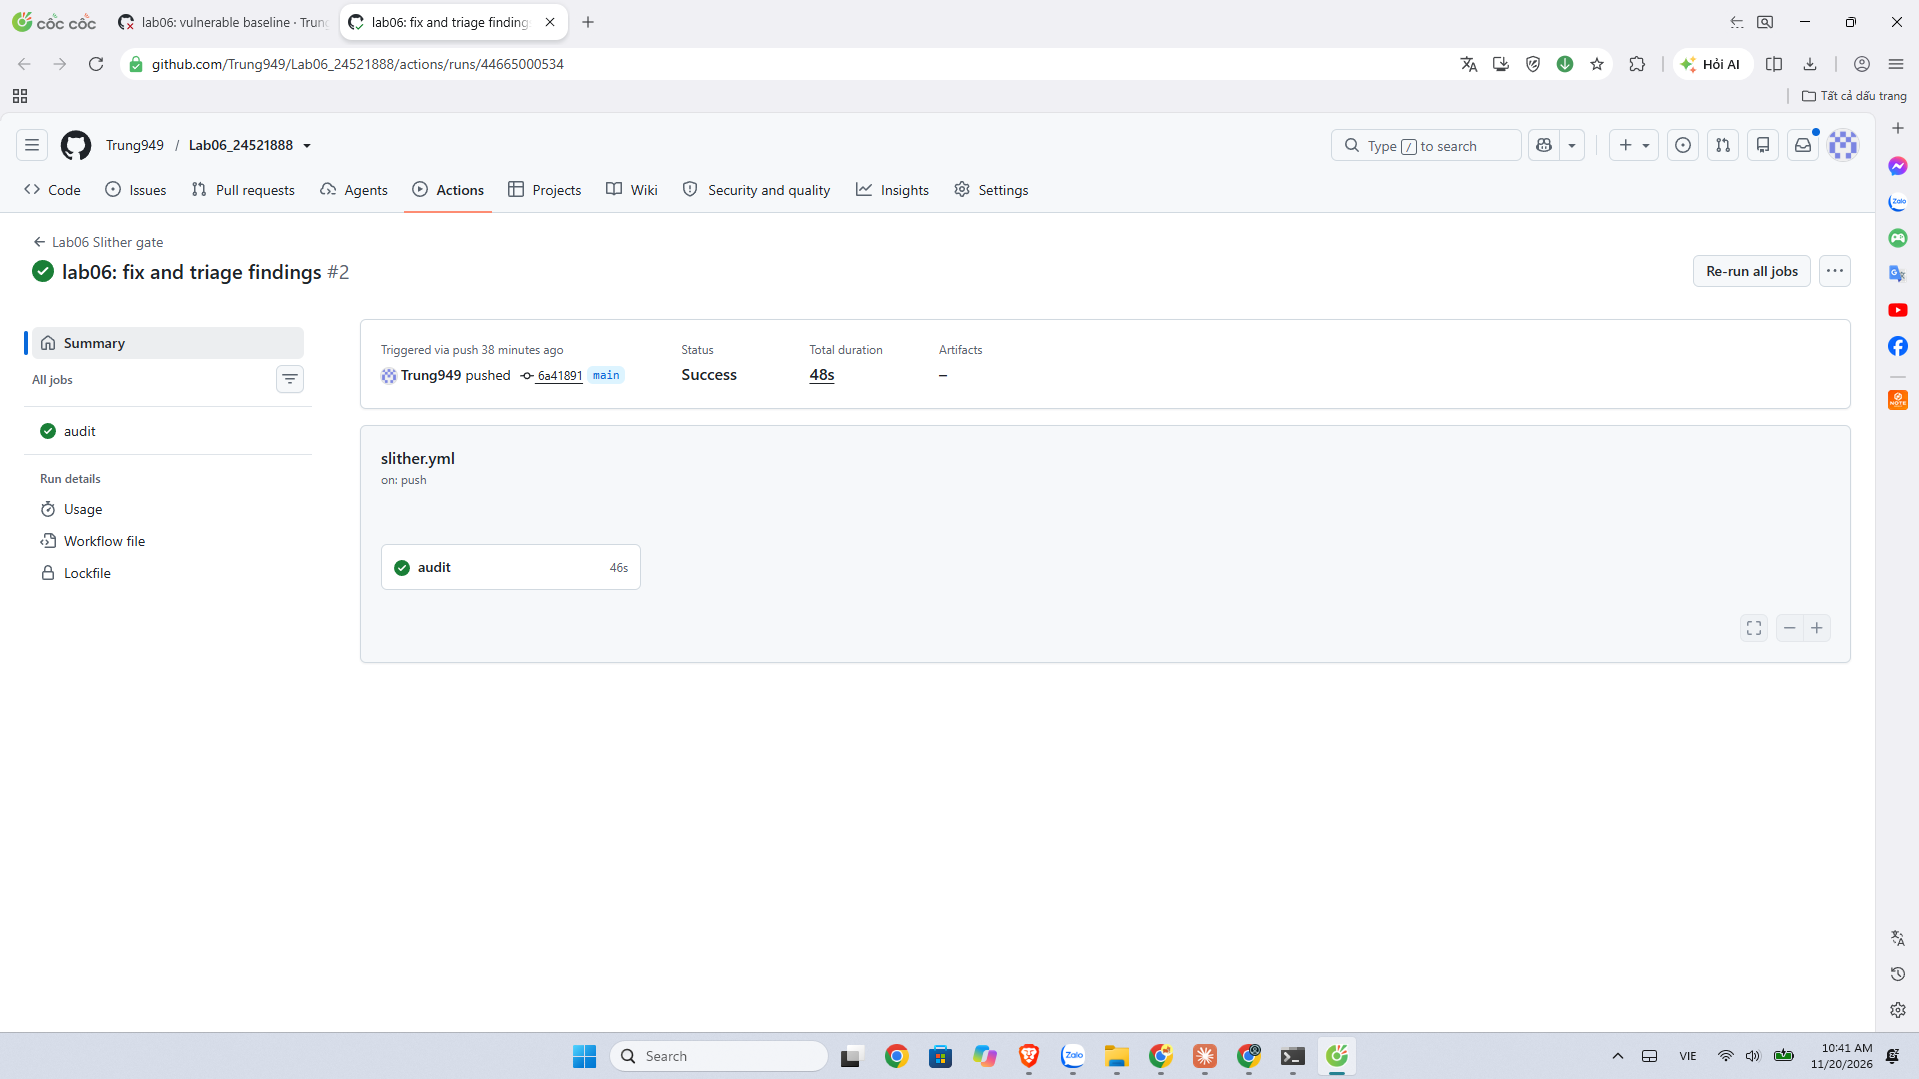 cốc cốc
lab06: vulnerable baseline · Trung
lab06: fix and triage finding
github.com/Trung949/Lab06_24521888/actions/runs/44665000534
Hỏi AI
Tất cả dấu trang
Trung949 / Lab06_24521888
Type / to search
Code
Issues
Pull requests
Agents
Actions
Projects
Wiki
Security and quality
Insights
Settings
Lab06 Slither gate
lab06: fix and triage findings #2
Re-run all jobs
Summary
All jobs
audit
Run details
Usage
Workflow file
Lockfile
Triggered via push 38 minutes ago
Trung949 pushed 6a41891 main
Status
Success
Total duration
48s
Artifacts
–
slither.yml
on: push
audit 46s
Zalo
NOTE
Search
Zalo
VIE
10:41 AM
11/20/2026